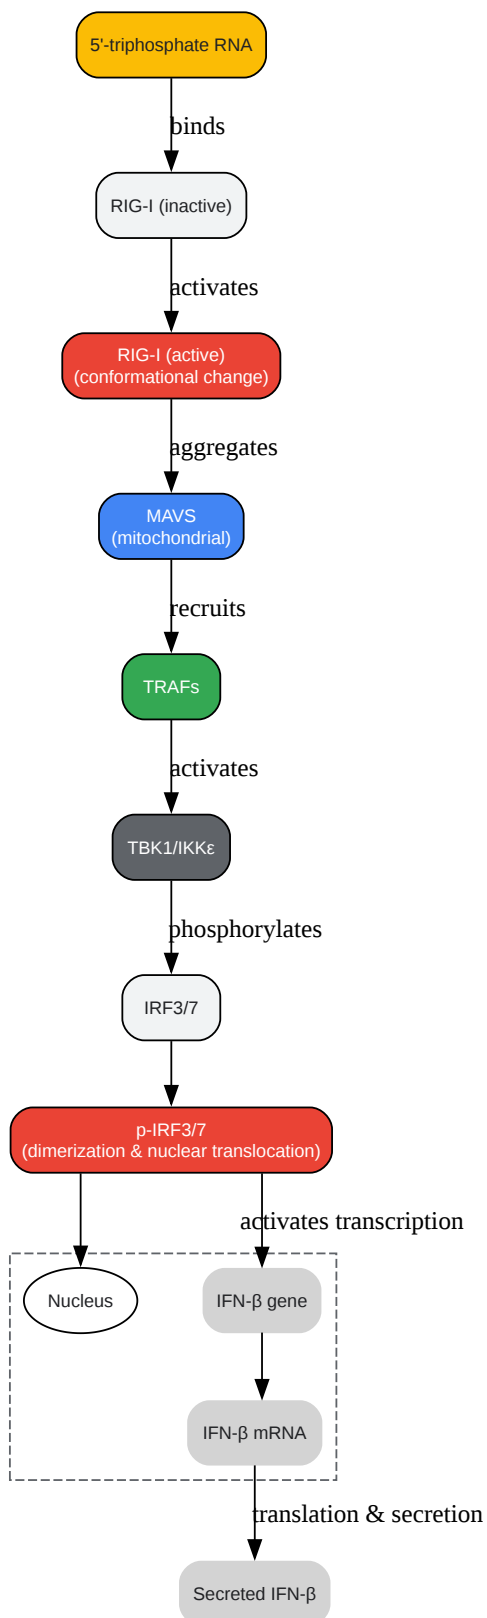 5'-triphosphate RNA
binds
RIG-I (inactive)
activates
RIG-I (active)
(conformational change)
aggregates
MAVS
(mitochondrial)
recruits
TRAFs
activates
TBK1/IKKε
phosphorylates
IRF3/7
p-IRF3/7
(dimerization & nuclear translocation)
activates transcription
Nucleus
IFN-β gene
IFN-β mRNA
translation & secretion
Secreted IFN-β